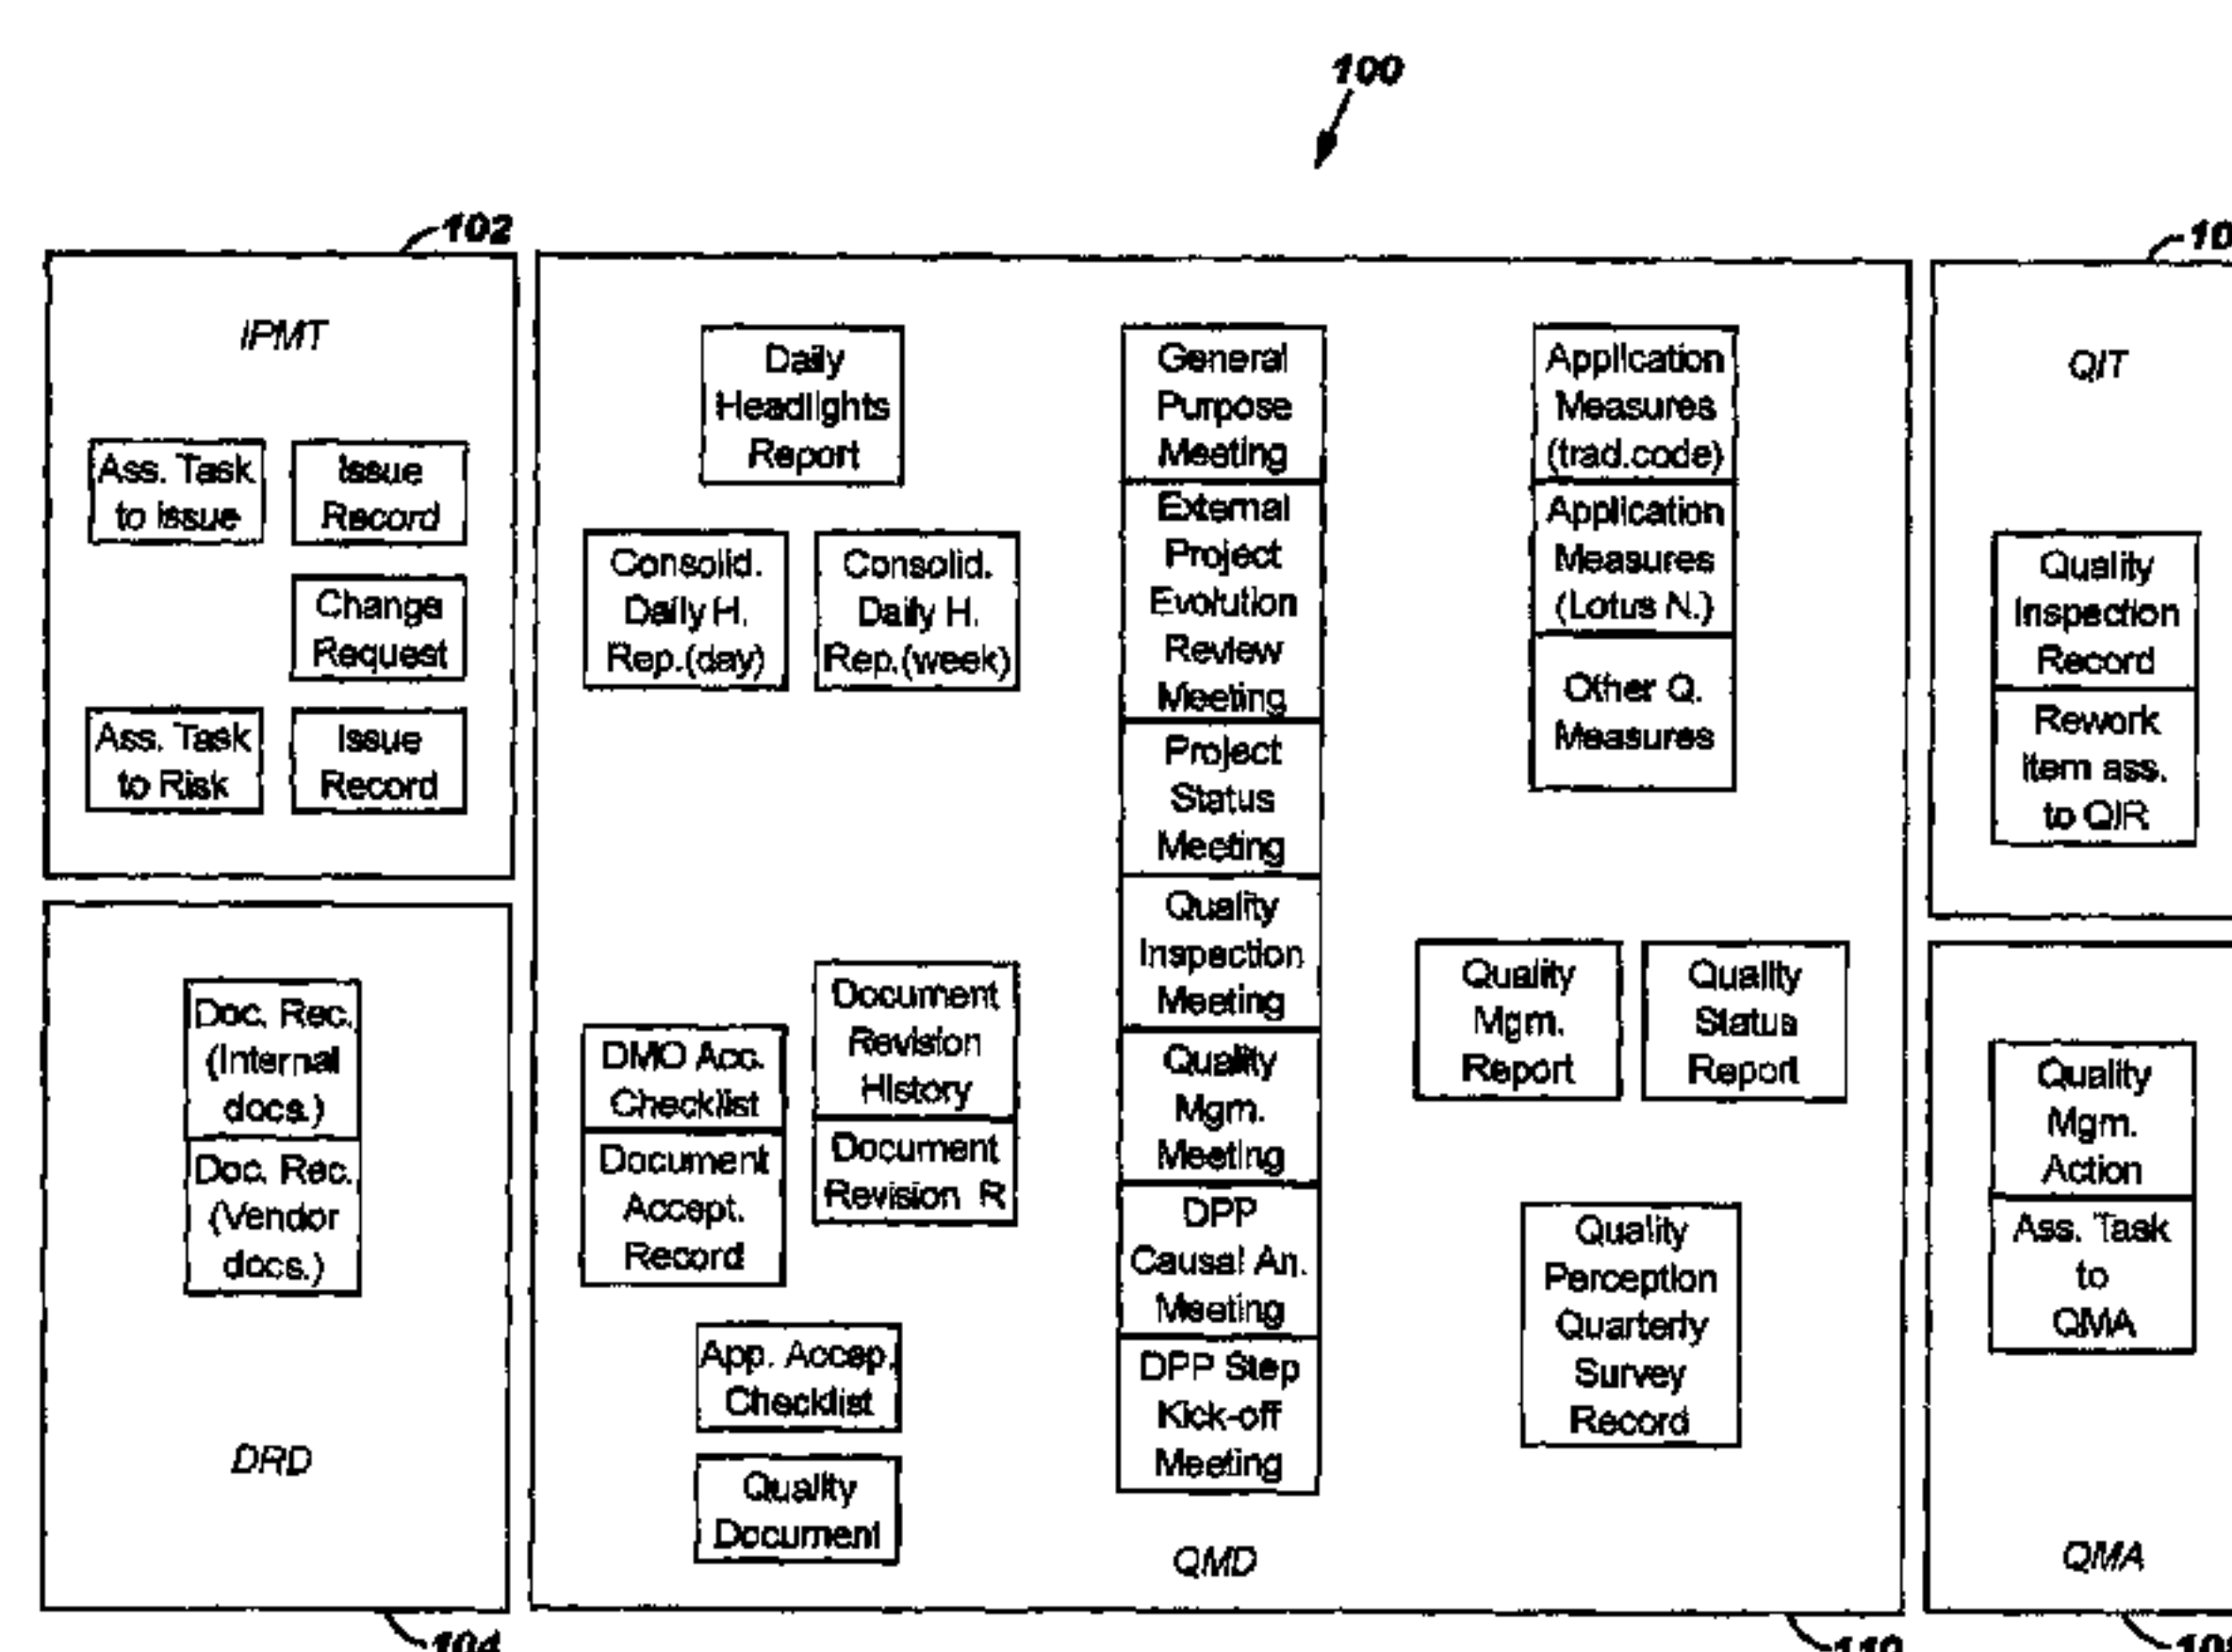 100
102
IPMT
Ass. Task
to issue
Issue
Record
Change
Request
Ass. Task
to Risk
Issue
Record
Doc. Rec.
(Internal
docs.)
Doc. Rec.
(Vendor
docs.)
DRD
104
Daily
Headlights
Report
Consolid.
Daily H.
Rep.(day)
Consolid.
Daily H.
Rep.(week)
DMO Acc.
Checklist
Document
Accept.
Record
Document
Revision
History
Document
Revision R
App. Accep.
Checklist
Quality
Document
General
Purpose
Meeting
External
Project
Evolution
Review
Meeting
Project
Status
Meeting
Quality
Inspection
Meeting
Quality
Mgm.
Meeting
DPP
Causal An.
Meeting
DPP Step
Kick-off
Meeting
QMD
Application
Measures
(trad.code)
Application
Measures
(Lotus N.)
Other Q.
Measures
Quality
Mgm.
Report
Quality
Status
Report
Quality
Perception
Quarterly
Survey
Record
110
QIT
Quality
Inspection
Record
Rework
item ass.
to QIR
Quality
Mgm.
Action
Ass. Task
to
QMA
QMA